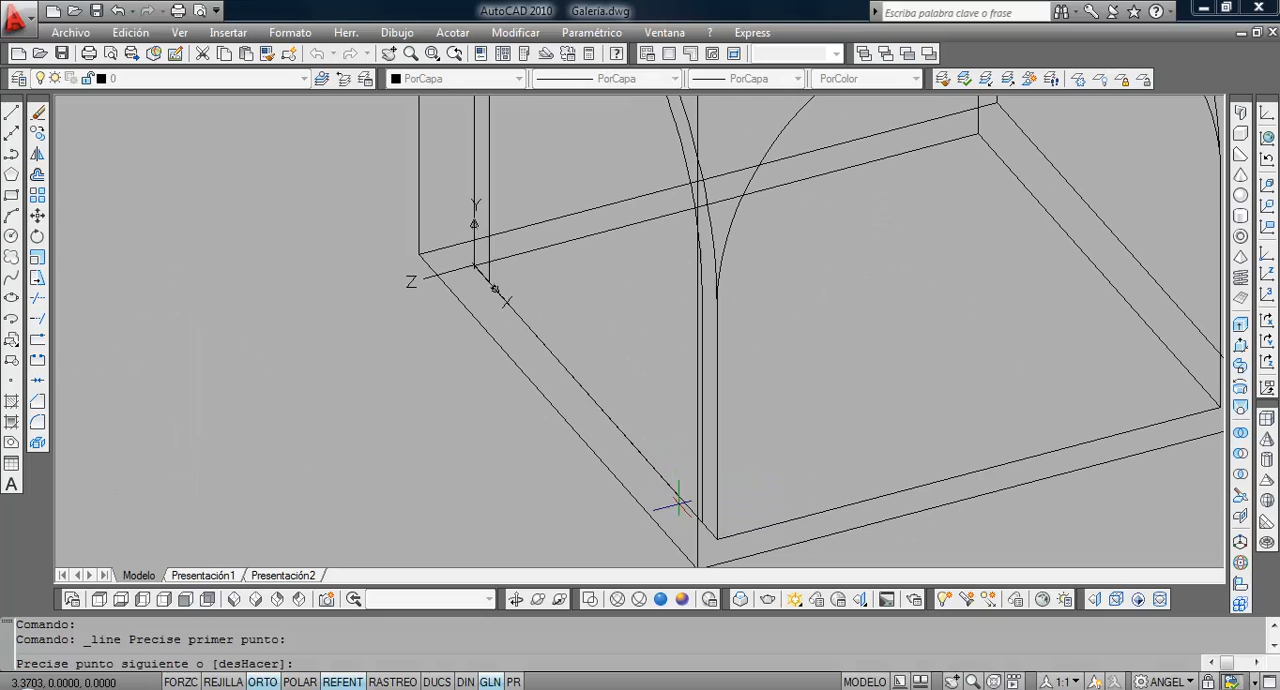 AutoCAD 2010 Galeria.dwg
Escriba palabra clave o frase
Archivo Edición Ver Insertar Formato Herr. Dibujo Acotar Modificar Paramétrico Ventana ? Express
0 PorCapa PorCapa PorCapa PorColor
Y
Z
X
Modelo Presentación1 Presentación2
Comando:
Comando: _line Precise primer punto:
Precise punto siguiente o [desHacer]:
3.3703, 0.0000, 0.0000 FORZC REJILLA ORTO POLAR REFENT RASTREO DUCS DIN GLN PR MODELO 1:1 ANGEL